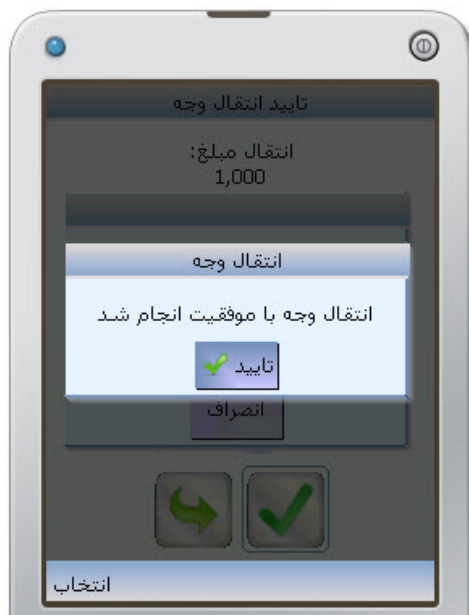 تایید انتقال وجه
انتقال مبلغ:
1,000
انتقال وجه
انتقال وجه با موفقیت انجام شد
تایید
انصراف
انتخاب